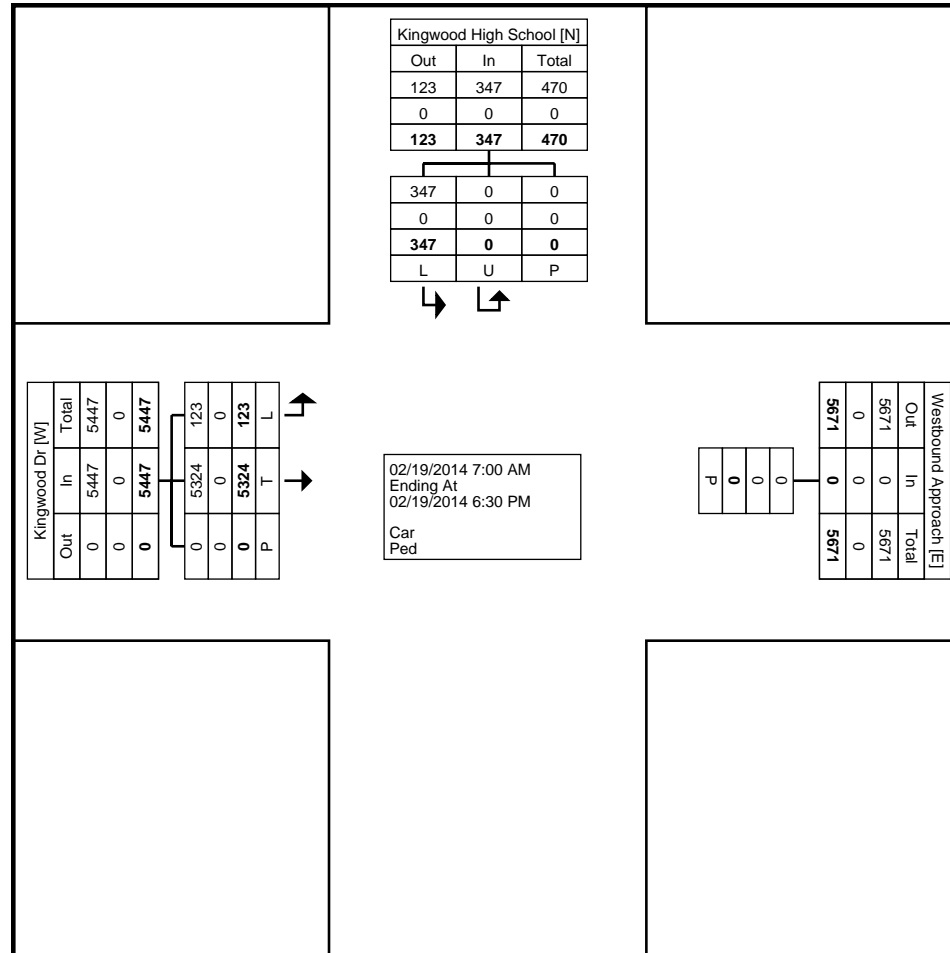 Kingwood High School [N]
Out In Total
123 347 470
0 0 0
123 347 470
347 0 0
0 0 0
347 0 0
L U P
Kingwood Dr [W]
Total In Out
5447 5447 0
0 0 0
5447 5447 0
123 5324 0
0 0 0
123 5324 0
L T P
02/19/2014 7:00 AM
Ending At
02/19/2014 6:30 PM
Car
Ped
Westbound Approach [E]
Out In Total
5671 0 5671
0 0 0
5671 0 5671
0
0
0
P